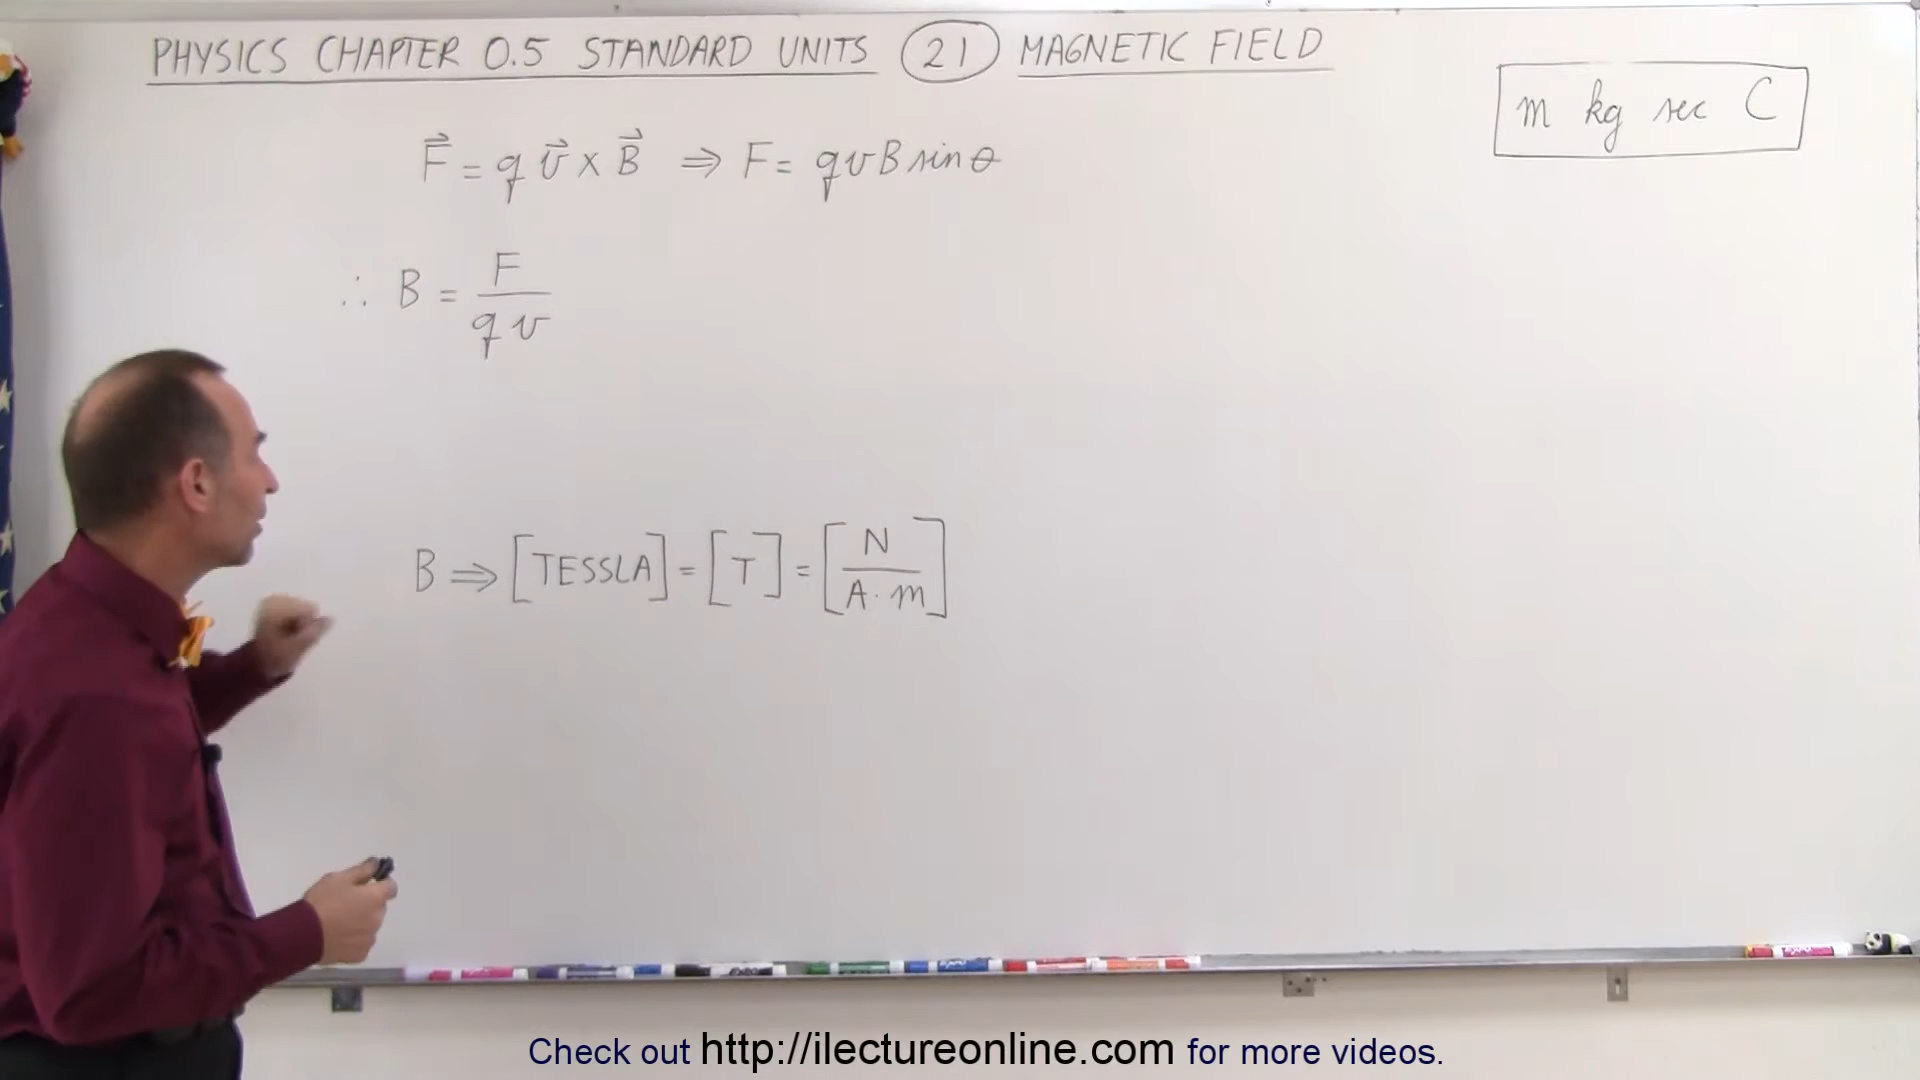 PHYSICS CHAPTER 0.5 STANDARD UNITS (21) MAGNETIC FIELD
m kg sec C
F⃗ = q v⃗ × B⃗ ⇒ F = qvB sin θ
∴ B = F / q v
B ⇒ [TESSLA] = [T] = [N / A·m]
Check out http://ilectureonline.com for more videos.